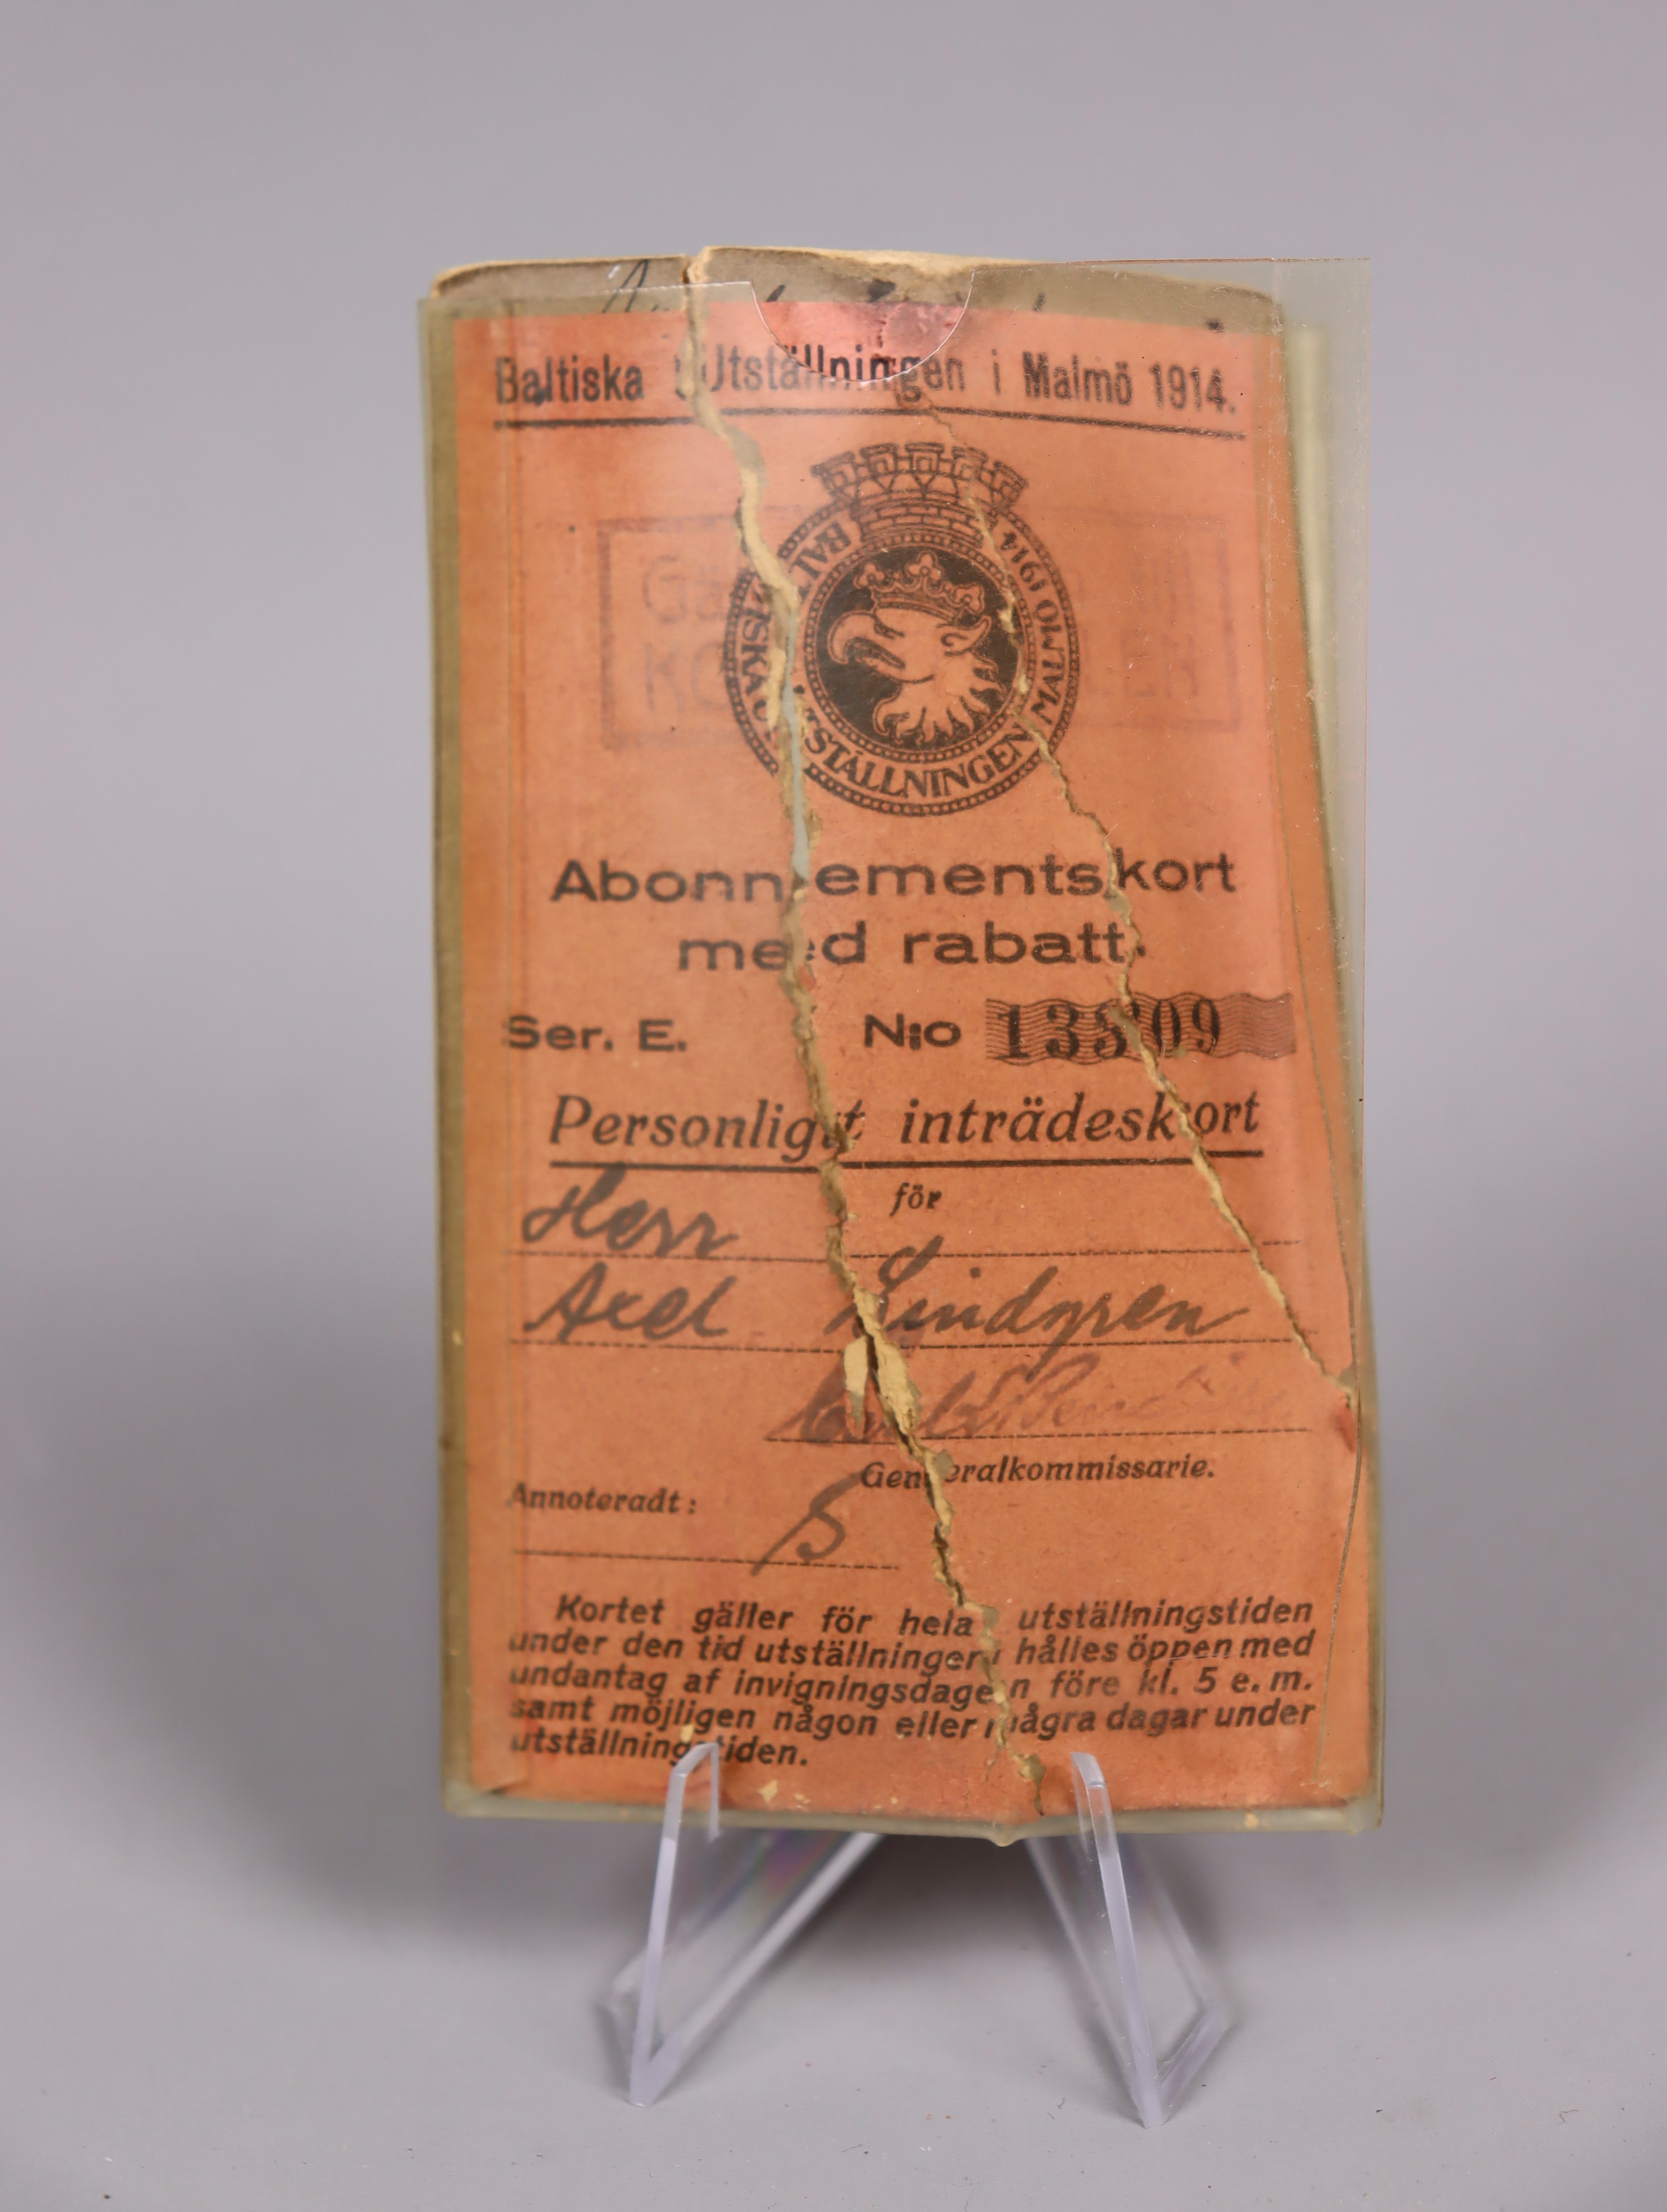 Baltiska Utställningen i Malmö 1914.
BALTISKA UTSTÄLLNINGEN MALMÖ 1914
Abonnementskort
med rabatt.
Ser. E. No 13809
Personligt inträdeskort
för
Herr
Axel Lindgren
Generalkommissarie.
Annoteradt:
Kortet gäller för hela utställningstiden
under den tid utställningen hålles öppen med
undantag af invigningsdagen före kl. 5 e. m.
samt möjligen någon eller några dagar under
utställningstiden.